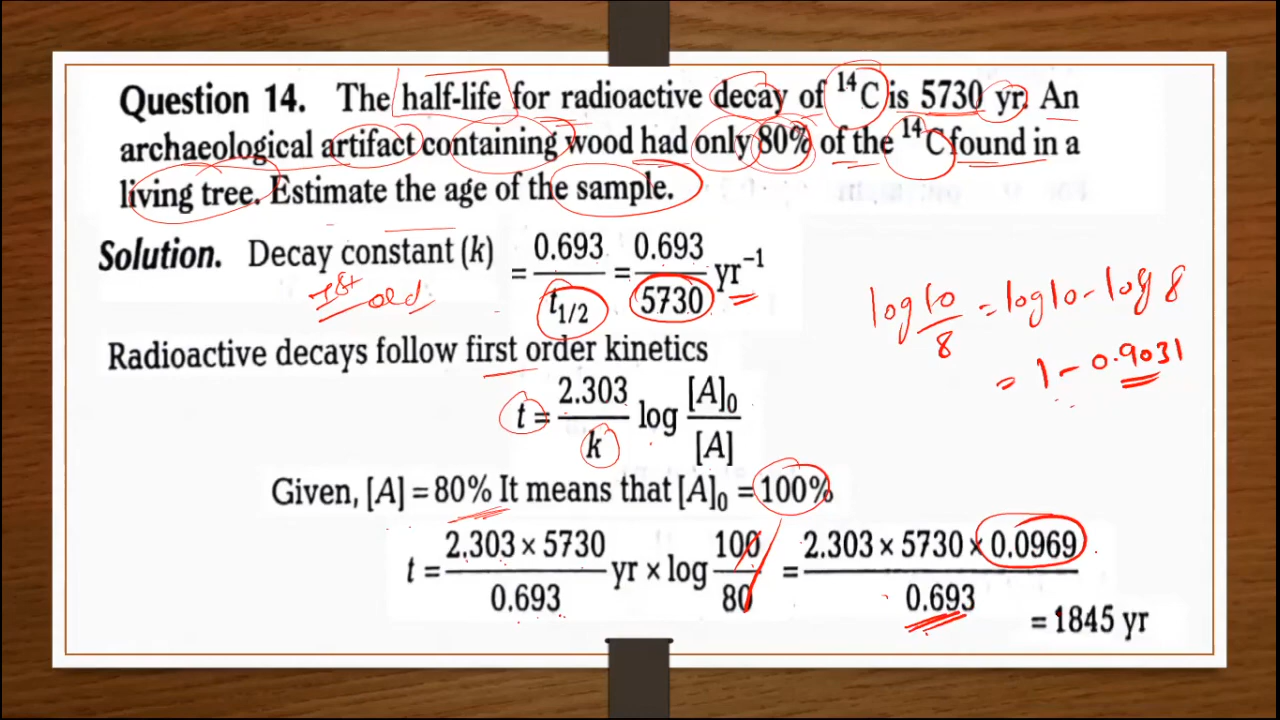 Question 14. The half-life for radioactive decay of ¹⁴C is 5730 yr. An
archaeological artifact containing wood had only 80% of the ¹⁴C found in a
living tree. Estimate the age of the sample.
Solution. Decay constant (k) = 0.693/t₁/₂ = 0.693/5730 yr⁻¹
1st ord
log 10/8 = log10 - log 8
= 1 - 0.9031
Radioactive decays follow first order kinetics
t = 2.303/k log [A]₀/[A]
Given, [A] = 80% It means that [A]₀ = 100%
t = 2.303 × 5730/0.693 yr × log 100/80 = 2.303 × 5730 × 0.0969/0.693
= 1845 yr